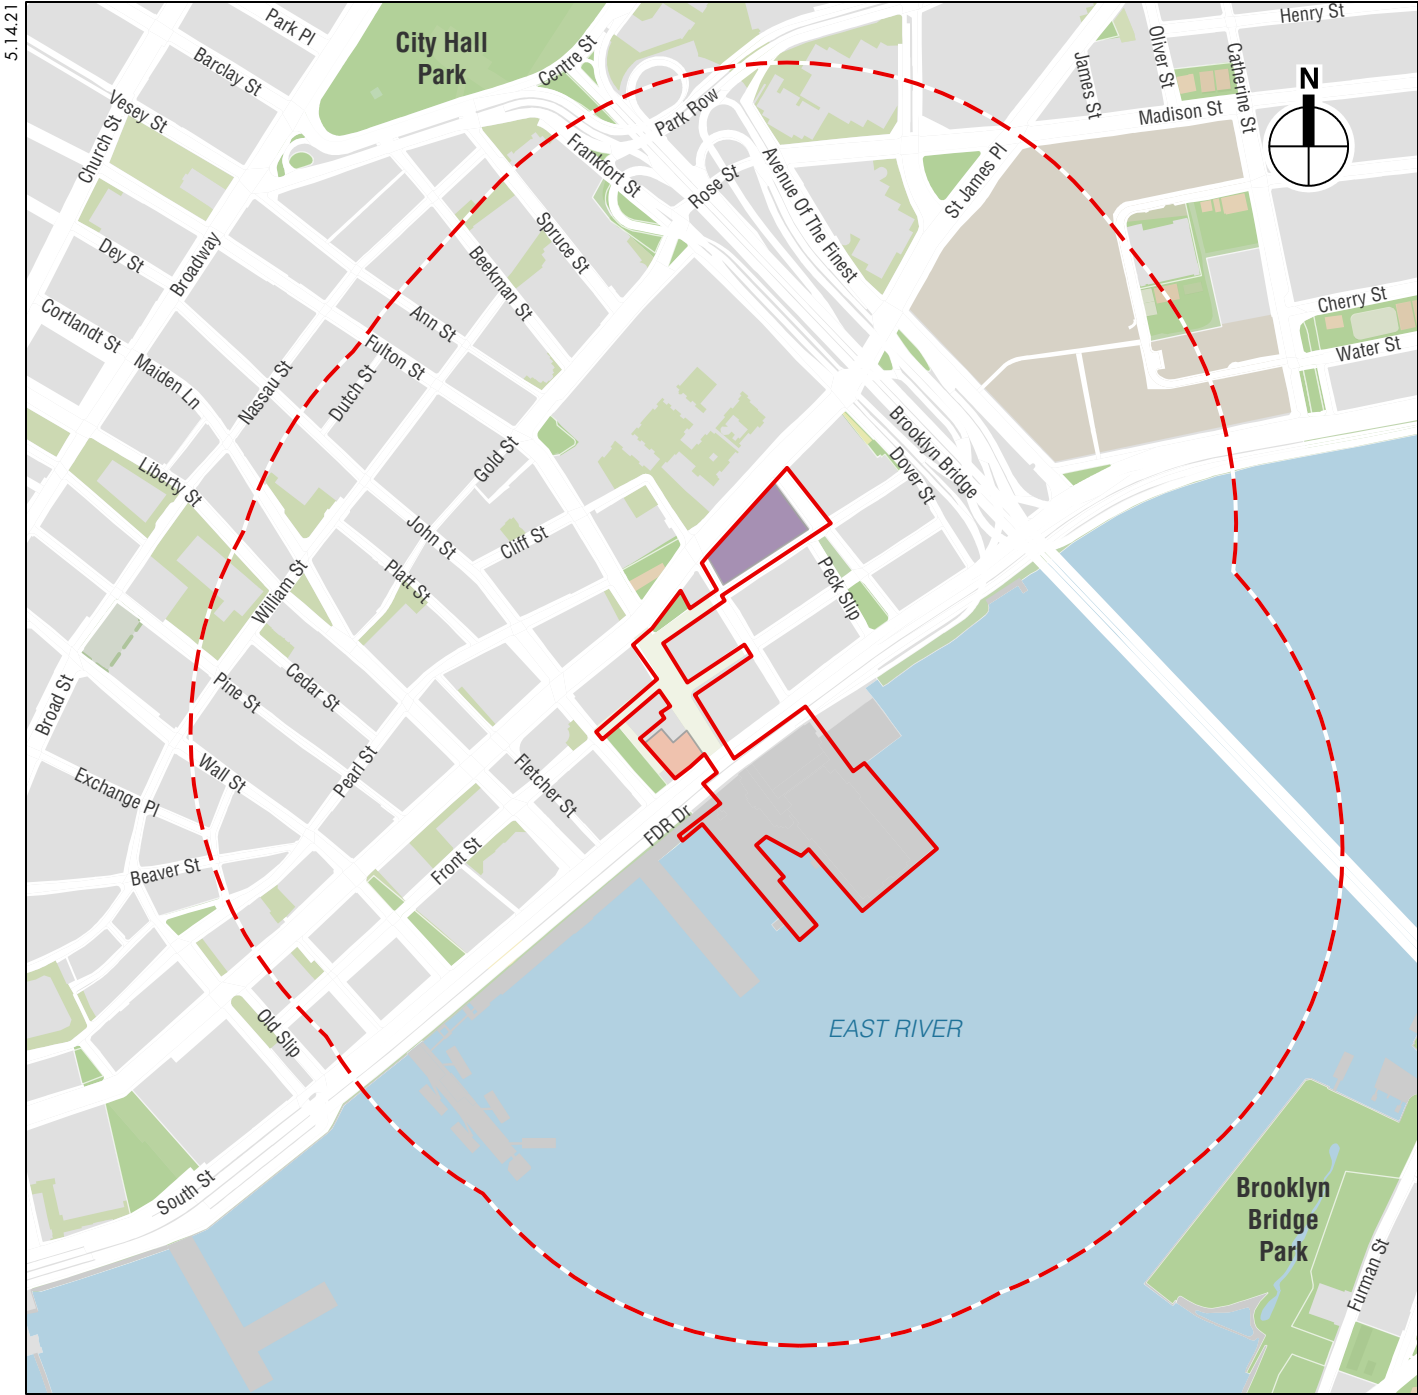 5.14.21
Park Pl
City Hall
Park
Centre St
Henry St
Oliver St
Catherine St
James St
Barclay St
Vesey St
Church St
Park Row
Madison St
N
Frankfort St
Rose St
Avenue Of The Finest
St James Pl
Dey St
Broadway
Spruce St
Beekman St
Cortlandt St
Ann St
Cherry St
Water St
Maiden Ln
Nassau St
Dutch St
Fulton St
Brooklyn Bridge
Dover St
Gold St
Liberty St
John St
Cliff St
Platt St
Peck Slip
William St
Cedar St
Pine St
Broad St
Wall St
Pearl St
Fletcher St
Exchange Pl
FDR Dr
Front St
Beaver St
Old Slip
EAST RIVER
South St
Brooklyn
Bridge
Park
Furman St